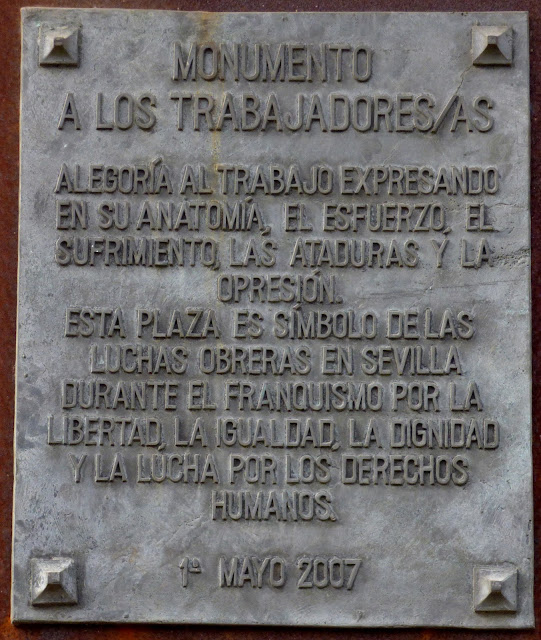 MONUMENTO
A LOS TRABAJADORES/AS
ALEGORÍA AL TRABAJO EXPRESANDO
EN SU ANATOMÍA, EL ESFUERZO, EL
SUFRIMIENTO, LAS ATADURAS Y LA
OPRESIÓN.
ESTA PLAZA ES SÍMBOLO DE LAS
LUCHAS OBRERAS EN SEVILLA
DURANTE EL FRANQUISMO POR LA
LIBERTAD, LA IGUALDAD, LA DIGNIDAD
Y LA LÚCHA POR LOS DERECHOS
HUMANOS.
1º MAYO 2007